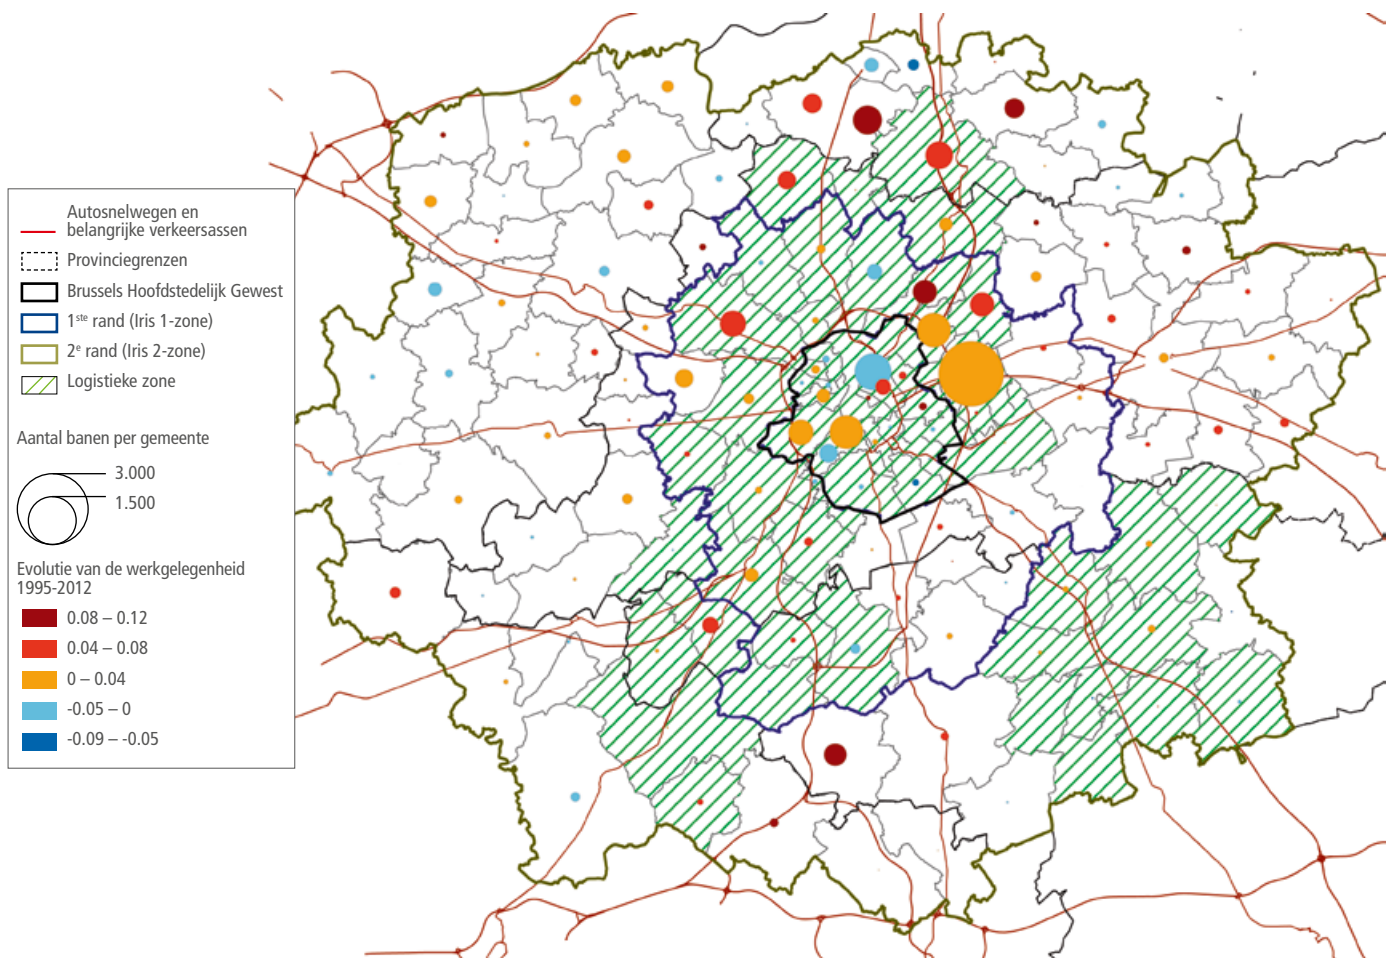 Autosnelwegen en
belangrijke verkeersassen
Provinciegrenzen
Brussels Hoofdstedelijk Gewest
1ste rand (Iris 1-zone)
2e rand (Iris 2-zone)
Logistieke zone
Aantal banen per gemeente
3.000
1.500
Evolutie van de werkgelegenheid
1995-2012
0.08 – 0.12
0.04 – 0.08
0 – 0.04
-0.05 – 0
-0.09 – -0.05